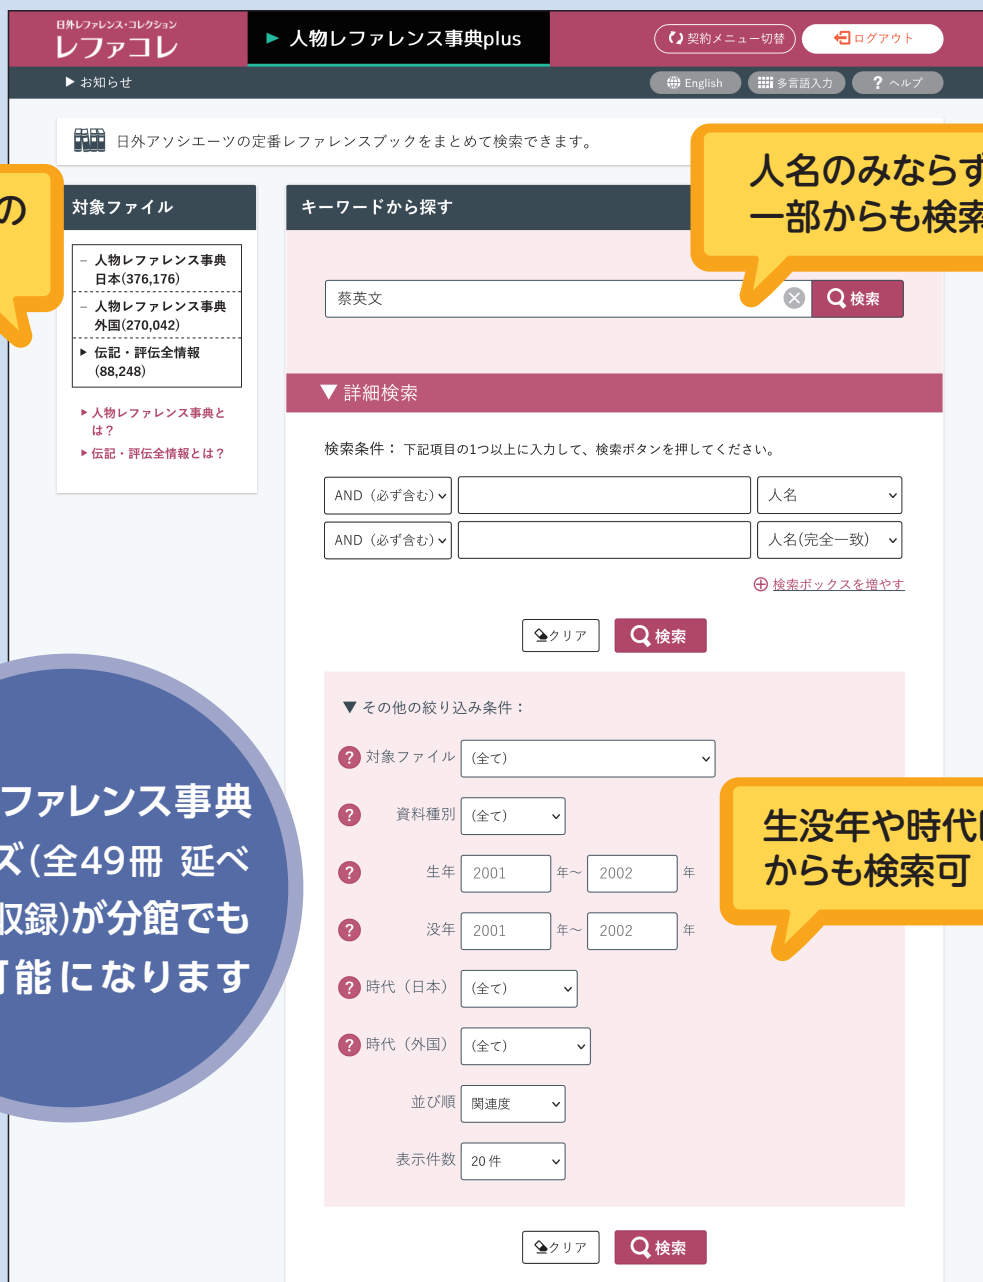 日外レファレンス・コレクション
レファコレ
人物レファレンス事典plus
契約メニュー切替
ログアウト
お知らせ
English
多言語入力
? ヘルプ
日外アソシエーツの定番レファレンスブックをまとめて検索できます。
人名のみならず
一部からも検索
の
対象ファイル
− 人物レファレンス事典
日本(376,176)
− 人物レファレンス事典
外国(270,042)
伝記・評伝全情報
(88,248)
人物レファレンス事典と
は？
伝記・評伝全情報とは？
キーワードから探す
蔡英文
検索
▼詳細検索
検索条件： 下記項目の1つ以上に入力して、検索ボタンを押してください。
AND（必ず含む） 人名
AND（必ず含む） 人名(完全一致)
検索ボックスを増やす
クリア 検索
▼その他の絞り込み条件：
? 対象ファイル (全て)
? 資料種別 (全て)
? 生年 2001 年〜 2002 年
? 没年 2001 年〜 2002 年
? 時代（日本） (全て)
? 時代（外国） (全て)
並び順 関連度
表示件数 20件
クリア 検索
生没年や時代
からも検索可
ファレンス事典
ズ(全49冊 延べ
収録)が分館でも
可能になります